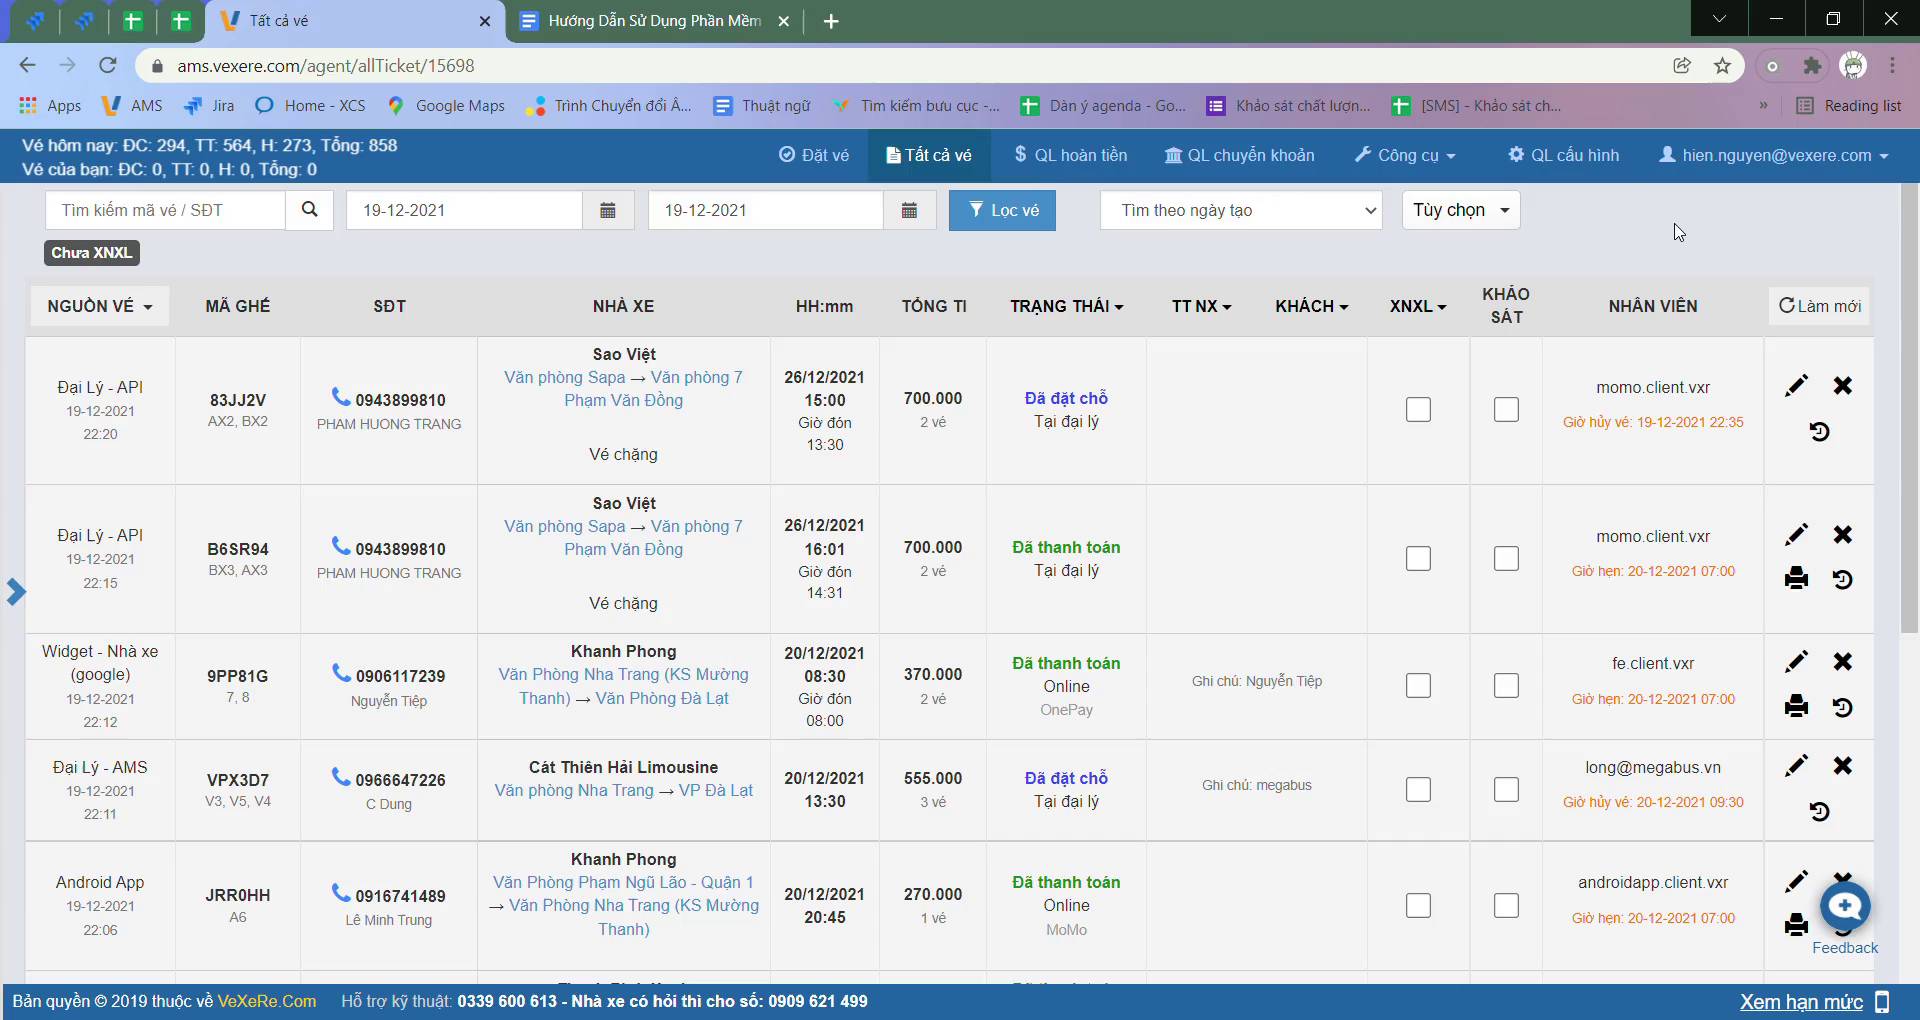 Tất cả vé
Hướng Dẫn Sử Dụng Phần Mềm
ams.vexere.com/agent/allTicket/15698
Apps AMS Jira Home - XCS Google Maps Trình Chuyển đổi Â... Thuật ngữ Tìm kiếm bưu cục -... Dàn ý agenda - Go... Khảo sát chất lượn... [SMS] - Khảo sát ch... » Reading list
Vé hôm nay: ĐC: 294, TT: 564, H: 273, Tổng: 858
Vé của bạn: ĐC: 0, TT: 0, H: 0, Tổng: 0
Đặt vé Tất cả vé QL hoàn tiền QL chuyển khoản Công cụ QL cấu hình hien.nguyen@vexere.com
Tìm kiếm mã vé / SĐT 19-12-2021 19-12-2021 Lọc vé Tìm theo ngày tạo Tùy chọn
Chưa XNXL
NGUỒN VÉ MÃ GHẾ SĐT NHÀ XE HH:mm TỔNG TI TRẠNG THÁI TT NX KHÁCH XNXL KHẢO SÁT NHÂN VIÊN Làm mới
Đại Lý - API
19-12-2021
22:20
83JJ2V
AX2, BX2
0943899810
PHAM HUONG TRANG
Sao Việt
Văn phòng Sapa → Văn phòng 7
Phạm Văn Đồng
Vé chặng
26/12/2021
15:00
Giờ đón
13:30
700.000
2 vé
Đã đặt chỗ
Tại đại lý
momo.client.vxr
Giờ hủy vé: 19-12-2021 22:35
Đại Lý - API
19-12-2021
22:15
B6SR94
BX3, AX3
0943899810
PHAM HUONG TRANG
Sao Việt
Văn phòng Sapa → Văn phòng 7
Phạm Văn Đồng
Vé chặng
26/12/2021
16:01
Giờ đón
14:31
700.000
2 vé
Đã thanh toán
Tại đại lý
momo.client.vxr
Giờ hẹn: 20-12-2021 07:00
Widget - Nhà xe
(google)
19-12-2021
22:12
9PP81G
7, 8
0906117239
Nguyễn Tiệp
Khanh Phong
Văn Phòng Nha Trang (KS Mường
Thanh) → Văn Phòng Đà Lạt
20/12/2021
08:30
Giờ đón
08:00
370.000
2 vé
Đã thanh toán
Online
OnePay
Ghi chú: Nguyễn Tiệp
fe.client.vxr
Giờ hẹn: 20-12-2021 07:00
Đại Lý - AMS
19-12-2021
22:11
VPX3D7
V3, V5, V4
0966647226
C Dung
Cát Thiên Hải Limousine
Văn phòng Nha Trang → VP Đà Lạt
20/12/2021
13:30
555.000
3 vé
Đã đặt chỗ
Tại đại lý
Ghi chú: megabus
long@megabus.vn
Giờ hủy vé: 20-12-2021 09:30
Android App
19-12-2021
22:06
JRR0HH
A6
0916741489
Lê Minh Trung
Khanh Phong
Văn Phòng Phạm Ngũ Lão - Quận 1
→ Văn Phòng Nha Trang (KS Mường
Thanh)
20/12/2021
20:45
270.000
1 vé
Đã thanh toán
Online
MoMo
androidapp.client.vxr
Giờ hẹn: 20-12-2021 07:00
Feedback
Bản quyền © 2019 thuộc về VeXeRe.Com Hỗ trợ kỹ thuật: 0339 600 613 - Nhà xe có hỏi thì cho số: 0909 621 499 Xem hạn mức